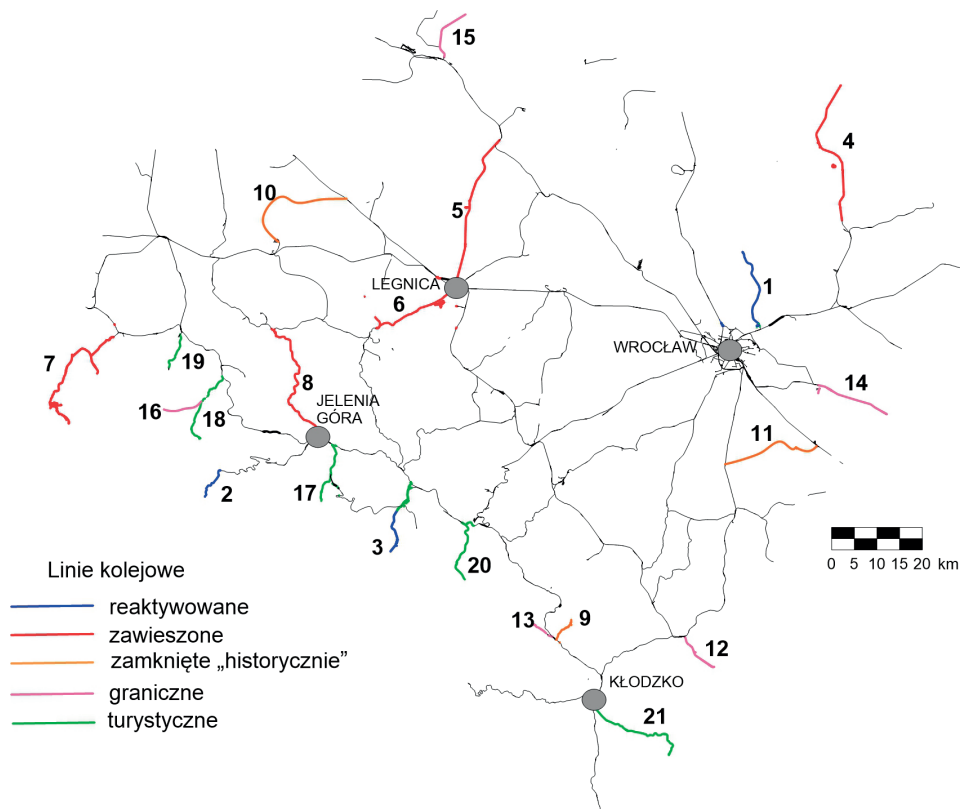 15
4
10
5
1
LEGNICA
6
WROCŁAW
7
19
8
14
16
18
JELENIA
GÓRA
11
2
17
3
20
0 5 10 15 20 km
Linie kolejowe
reaktywowane
zawieszone
zamknięte „historycznie”
graniczne
turystyczne
13
9
12
KŁODZKO
21